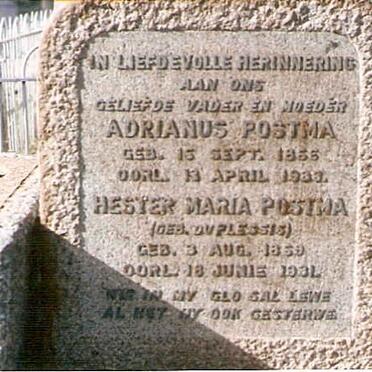 IN LIEFDEVOLLE HERINNERING
AAN ONS
GELIEFDE VADER EN MOEDER
ADRIANUS POSTMA
GEB. 15 SEPT. 1856
OORL. 13 APRIL 1933.
HESTER MARIA POSTMA
(GEB. DU PLESSIS)
GEB. 3 AUG. 1859
OORL. 18 JUNIE 1931.
WIE IN MY GLO SAL LEWE
AL HET HY OOK GESTERWE